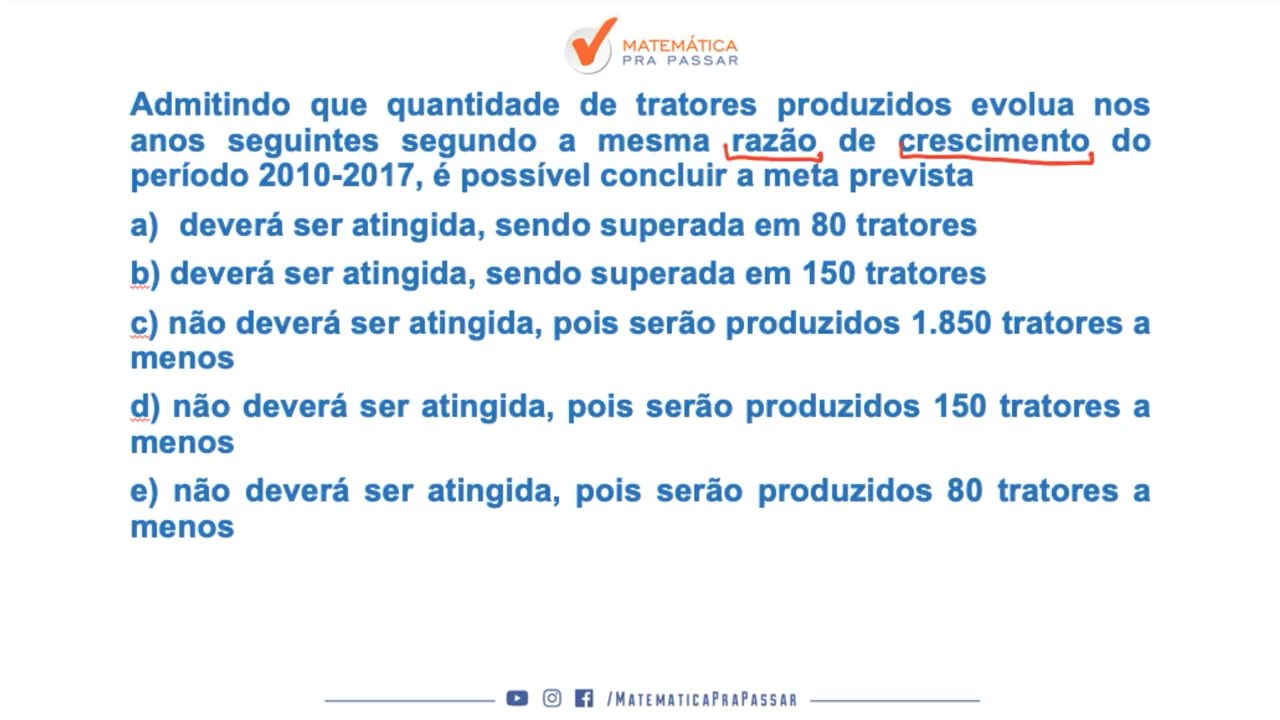 MATEMÁTICA
PRA PASSAR
Admitindo que quantidade de tratores produzidos evolua nos
anos seguintes segundo a mesma razão de crescimento do
período 2010-2017, é possível concluir a meta prevista
a) deverá ser atingida, sendo superada em 80 tratores
b) deverá ser atingida, sendo superada em 150 tratores
c) não deverá ser atingida, pois serão produzidos 1.850 tratores a
menos
d) não deverá ser atingida, pois serão produzidos 150 tratores a
menos
e) não deverá ser atingida, pois serão produzidos 80 tratores a
menos
/MATEMATICAPRAPASSAR